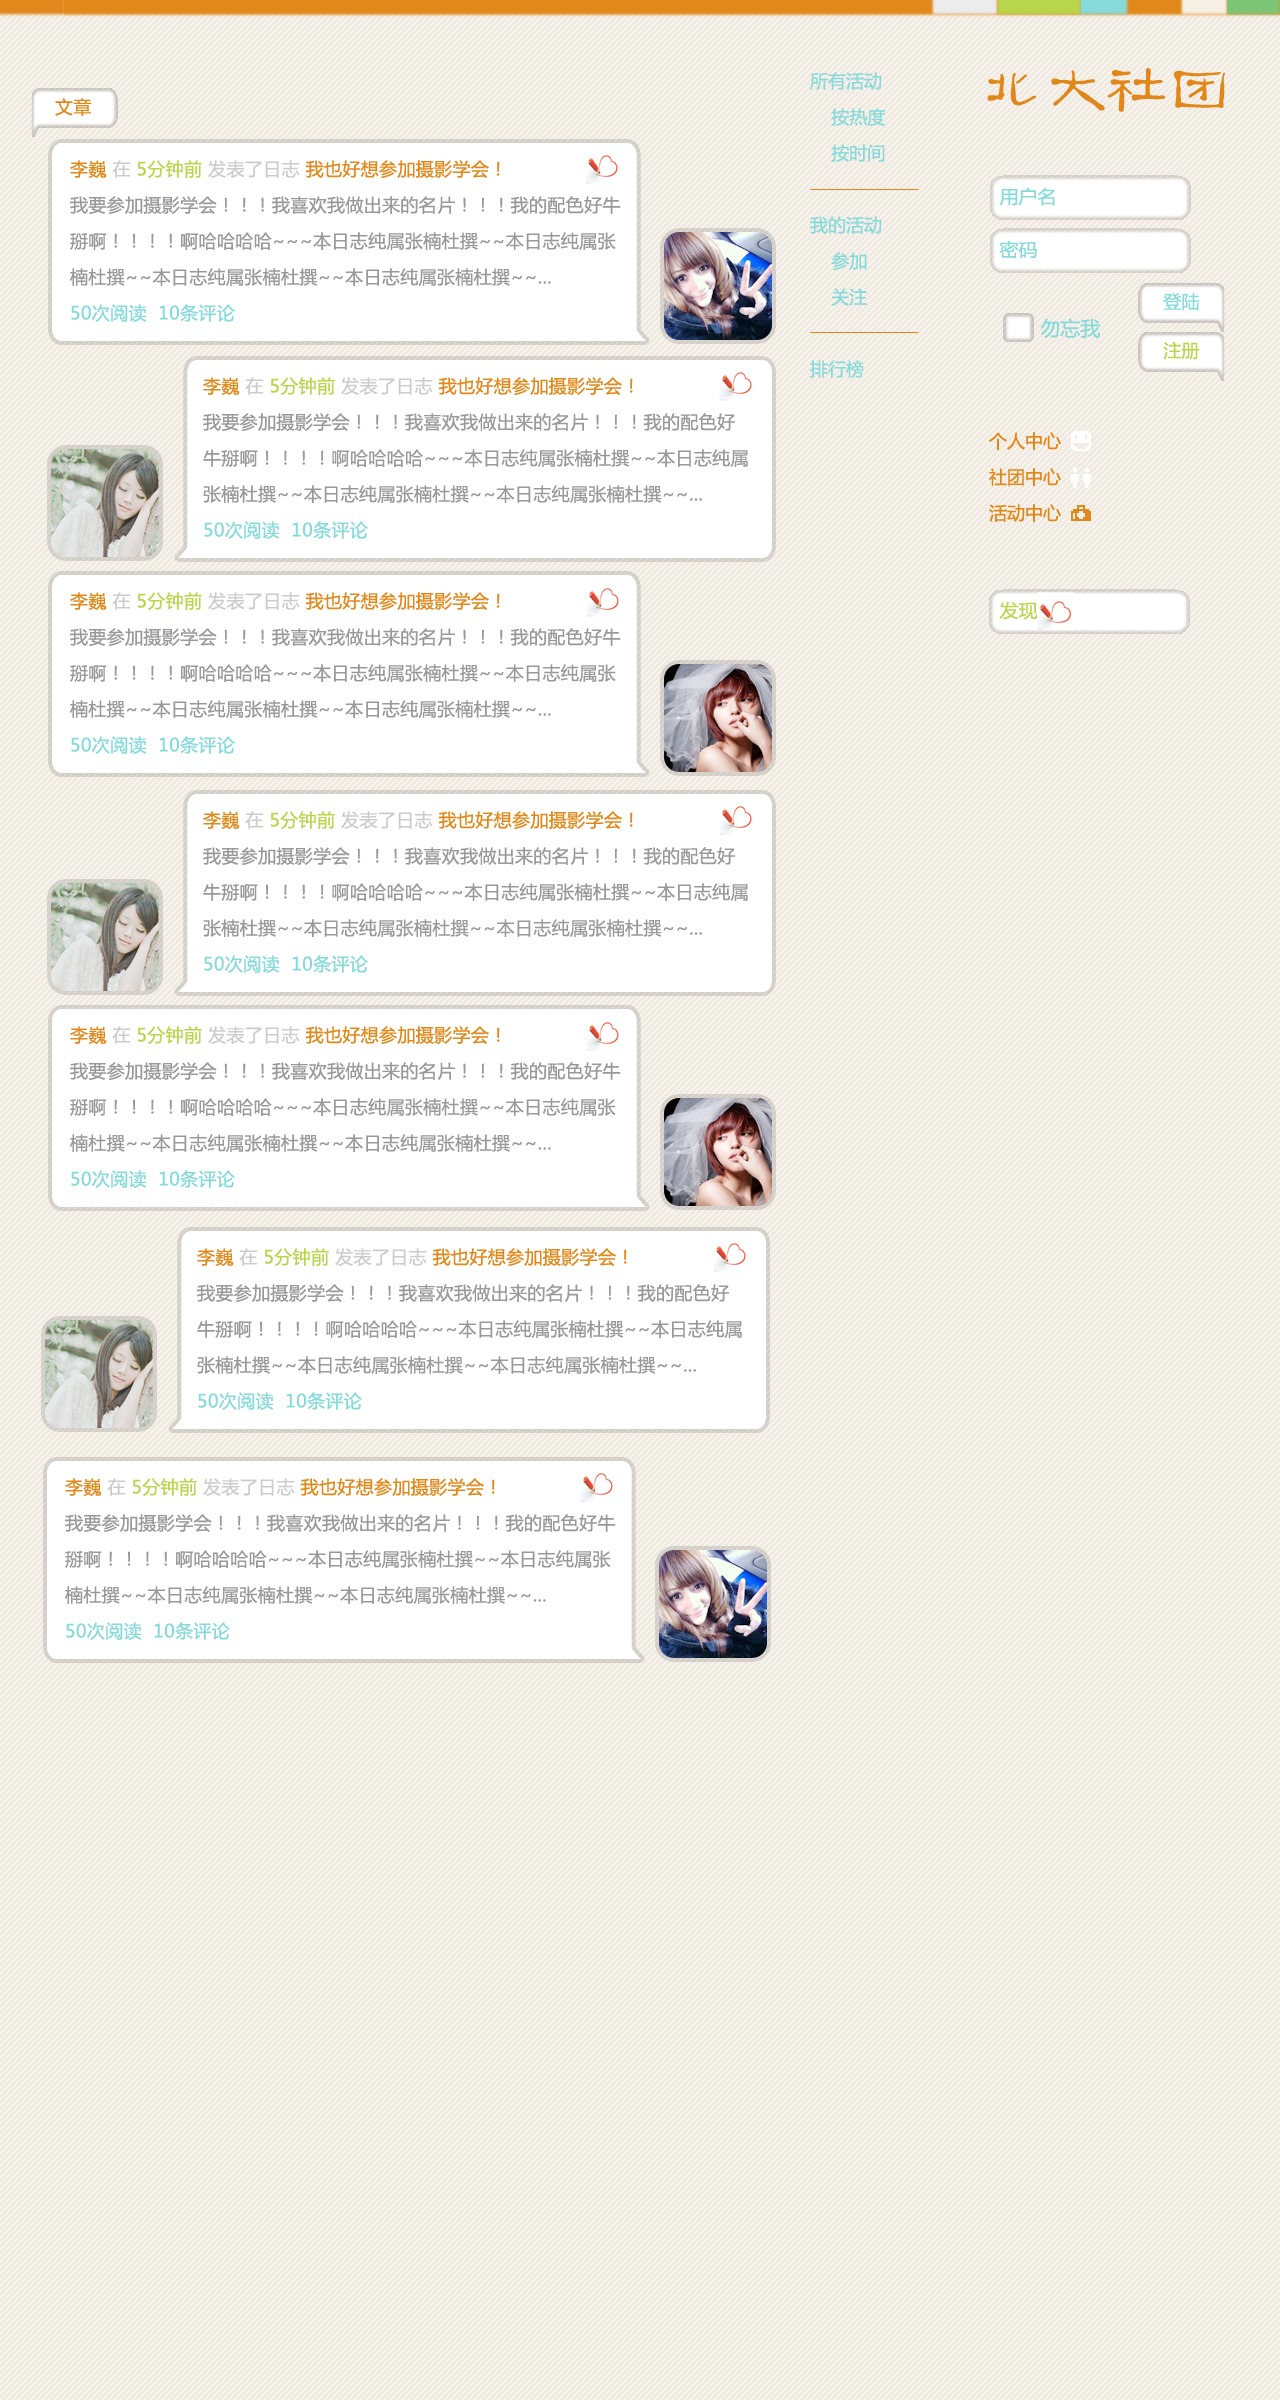 文章
李巍 在 5分钟前 发表了日志 我也好想参加摄影学会！
我要参加摄影学会！！！我喜欢我做出来的名片！！！我的配色好牛
掰啊！！！！啊哈哈哈哈~~~本日志纯属张楠杜撰~~本日志纯属张
楠杜撰~~本日志纯属张楠杜撰~~本日志纯属张楠杜撰~~...
50次阅读 10条评论
李巍 在 5分钟前 发表了日志 我也好想参加摄影学会！
我要参加摄影学会！！！我喜欢我做出来的名片！！！我的配色好
牛掰啊！！！！啊哈哈哈哈~~~本日志纯属张楠杜撰~~本日志纯属
张楠杜撰~~本日志纯属张楠杜撰~~本日志纯属张楠杜撰~~...
50次阅读 10条评论
李巍 在 5分钟前 发表了日志 我也好想参加摄影学会！
我要参加摄影学会！！！我喜欢我做出来的名片！！！我的配色好牛
掰啊！！！！啊哈哈哈哈~~~本日志纯属张楠杜撰~~本日志纯属张
楠杜撰~~本日志纯属张楠杜撰~~本日志纯属张楠杜撰~~...
50次阅读 10条评论
李巍 在 5分钟前 发表了日志 我也好想参加摄影学会！
我要参加摄影学会！！！我喜欢我做出来的名片！！！我的配色好
牛掰啊！！！！啊哈哈哈哈~~~本日志纯属张楠杜撰~~本日志纯属
张楠杜撰~~本日志纯属张楠杜撰~~本日志纯属张楠杜撰~~...
50次阅读 10条评论
李巍 在 5分钟前 发表了日志 我也好想参加摄影学会！
我要参加摄影学会！！！我喜欢我做出来的名片！！！我的配色好牛
掰啊！！！！啊哈哈哈哈~~~本日志纯属张楠杜撰~~本日志纯属张
楠杜撰~~本日志纯属张楠杜撰~~本日志纯属张楠杜撰~~...
50次阅读 10条评论
李巍 在 5分钟前 发表了日志 我也好想参加摄影学会！
我要参加摄影学会！！！我喜欢我做出来的名片！！！我的配色好
牛掰啊！！！！啊哈哈哈哈~~~本日志纯属张楠杜撰~~本日志纯属
张楠杜撰~~本日志纯属张楠杜撰~~本日志纯属张楠杜撰~~...
50次阅读 10条评论
李巍 在 5分钟前 发表了日志 我也好想参加摄影学会！
我要参加摄影学会！！！我喜欢我做出来的名片！！！我的配色好牛
掰啊！！！！啊哈哈哈哈~~~本日志纯属张楠杜撰~~本日志纯属张
楠杜撰~~本日志纯属张楠杜撰~~本日志纯属张楠杜撰~~...
50次阅读 10条评论
所有活动
按热度
按时间
我的活动
参加
关注
排行榜
北大社团
用户名
密码
登陆
勿忘我
注册
个人中心
社团中心
活动中心
发现